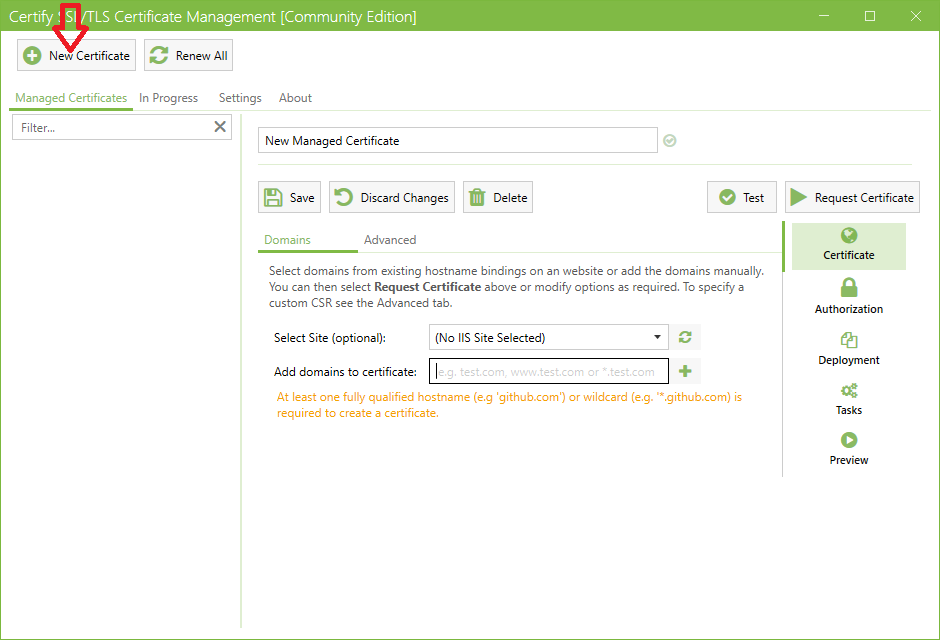 Certify SSL/TLS Certificate Management [Community Edition]
New Certificate
Renew All
Managed Certificates
In Progress
Settings
About
Filter...
New Managed Certificate
Save
Discard Changes
Delete
Test
Request Certificate
Domains
Advanced
Select domains from existing hostname bindings on an website or add the domains manually.
You can then select Request Certificate above or modify options as required. To specify a
custom CSR see the Advanced tab.
Select Site (optional):
(No IIS Site Selected)
Add domains to certificate:
e.g. test.com, www.test.com or *.test.com
At least one fully qualified hostname (e.g 'github.com') or wildcard (e.g. '*.github.com) is
required to create a certificate.
Certificate
Authorization
Deployment
Tasks
Preview